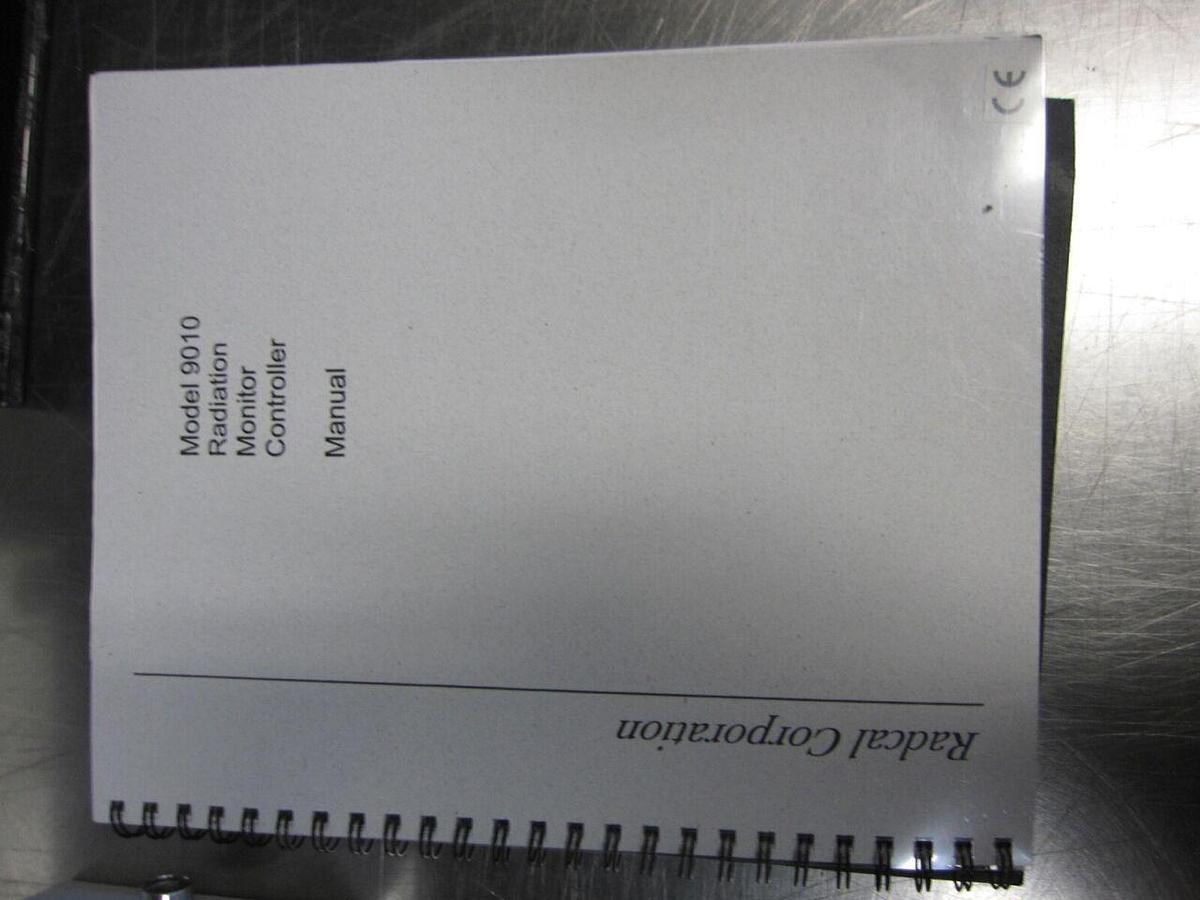 Model 9010
Radiation
Monitor
Controller
Manual
Radcal Corporation
CE